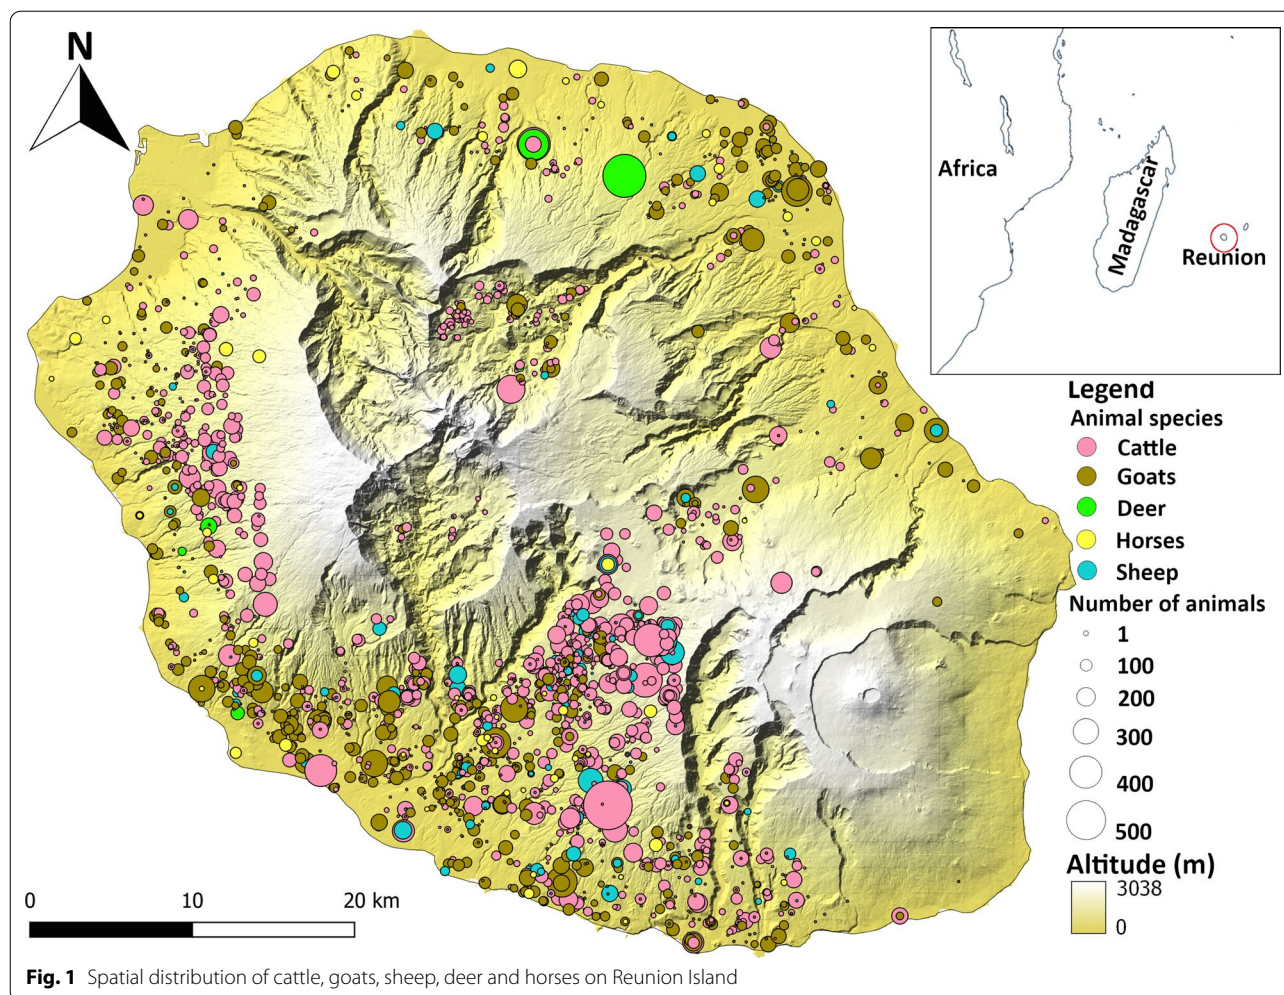 N
Africa
Madagascar
Reunion
Legend
Animal species
Cattle
Goats
Deer
Horses
Sheep
Number of animals
1
100
200
300
400
500
Altitude (m)
3038
0
0 10 20 km
Fig. 1 Spatial distribution of cattle, goats, sheep, deer and horses on Reunion Island